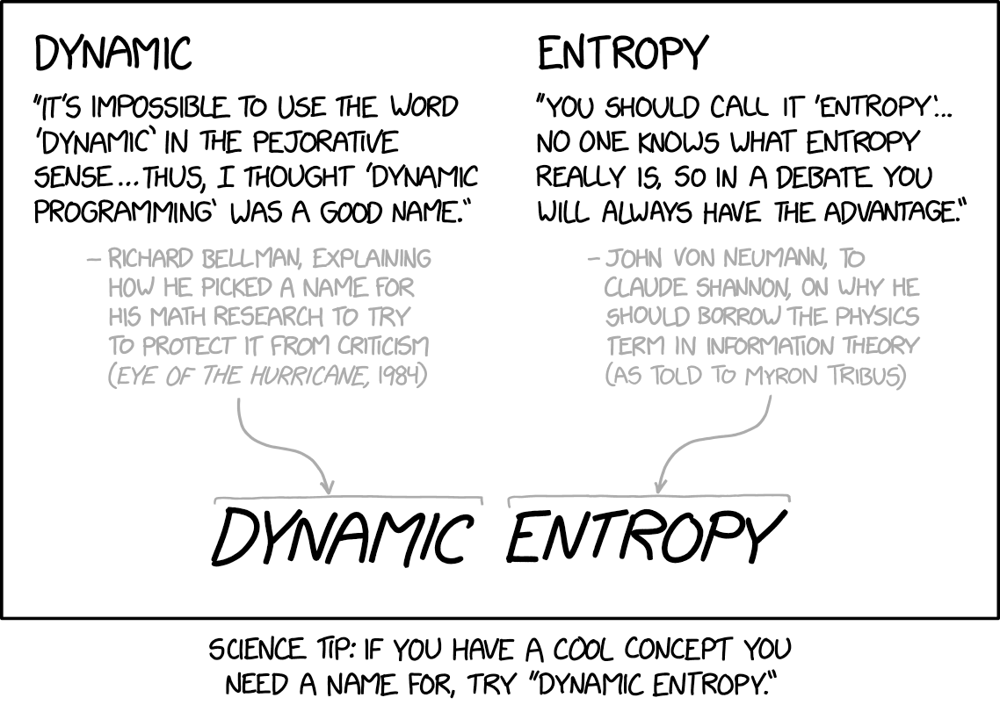 DYNAMIC
"IT'S IMPOSSIBLE TO USE THE WORD
'DYNAMIC' IN THE PEJORATIVE
SENSE...THUS, I THOUGHT 'DYNAMIC
PROGRAMMING' WAS A GOOD NAME."
– RICHARD BELLMAN, EXPLAINING
HOW HE PICKED A NAME FOR
HIS MATH RESEARCH TO TRY
TO PROTECT IT FROM CRITICISM
(EYE OF THE HURRICANE, 1984)
ENTROPY
"YOU SHOULD CALL IT 'ENTROPY'...
NO ONE KNOWS WHAT ENTROPY
REALLY IS, SO IN A DEBATE YOU
WILL ALWAYS HAVE THE ADVANTAGE."
– JOHN VON NEUMANN, TO
CLAUDE SHANNON, ON WHY HE
SHOULD BORROW THE PHYSICS
TERM IN INFORMATION THEORY
(AS TOLD TO MYRON TRIBUS)
DYNAMIC ENTROPY
SCIENCE TIP: IF YOU HAVE A COOL CONCEPT YOU
NEED A NAME FOR, TRY "DYNAMIC ENTROPY."